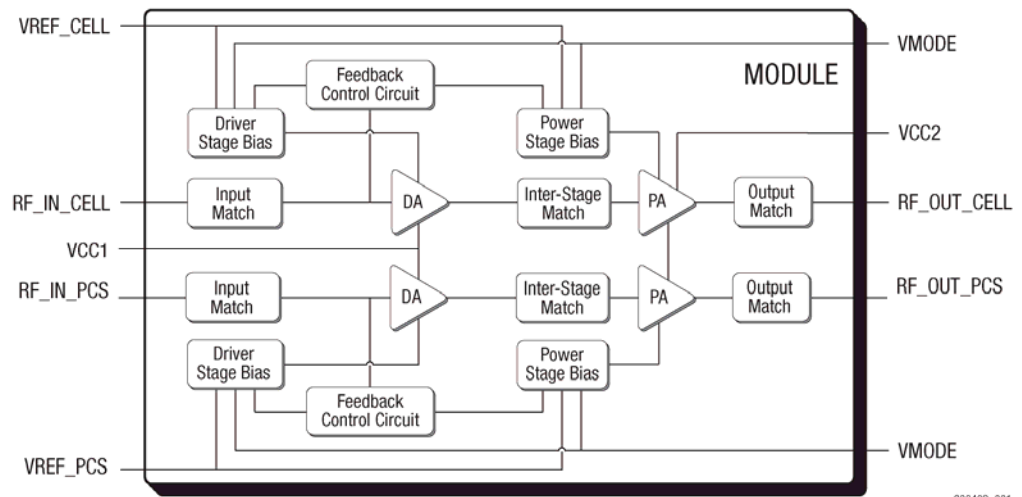 VREF_CELL
VMODE
MODULE
Feedback
Control Circuit
Driver
Stage Bias
Power
Stage Bias
VCC2
RF_IN_CELL
Input
Match
DA
Inter-Stage
Match
PA
Output
Match
RF_OUT_CELL
VCC1
RF_IN_PCS
Input
Match
DA
Inter-Stage
Match
PA
Output
Match
RF_OUT_PCS
Driver
Stage Bias
Power
Stage Bias
Feedback
Control Circuit
VMODE
VREF_PCS